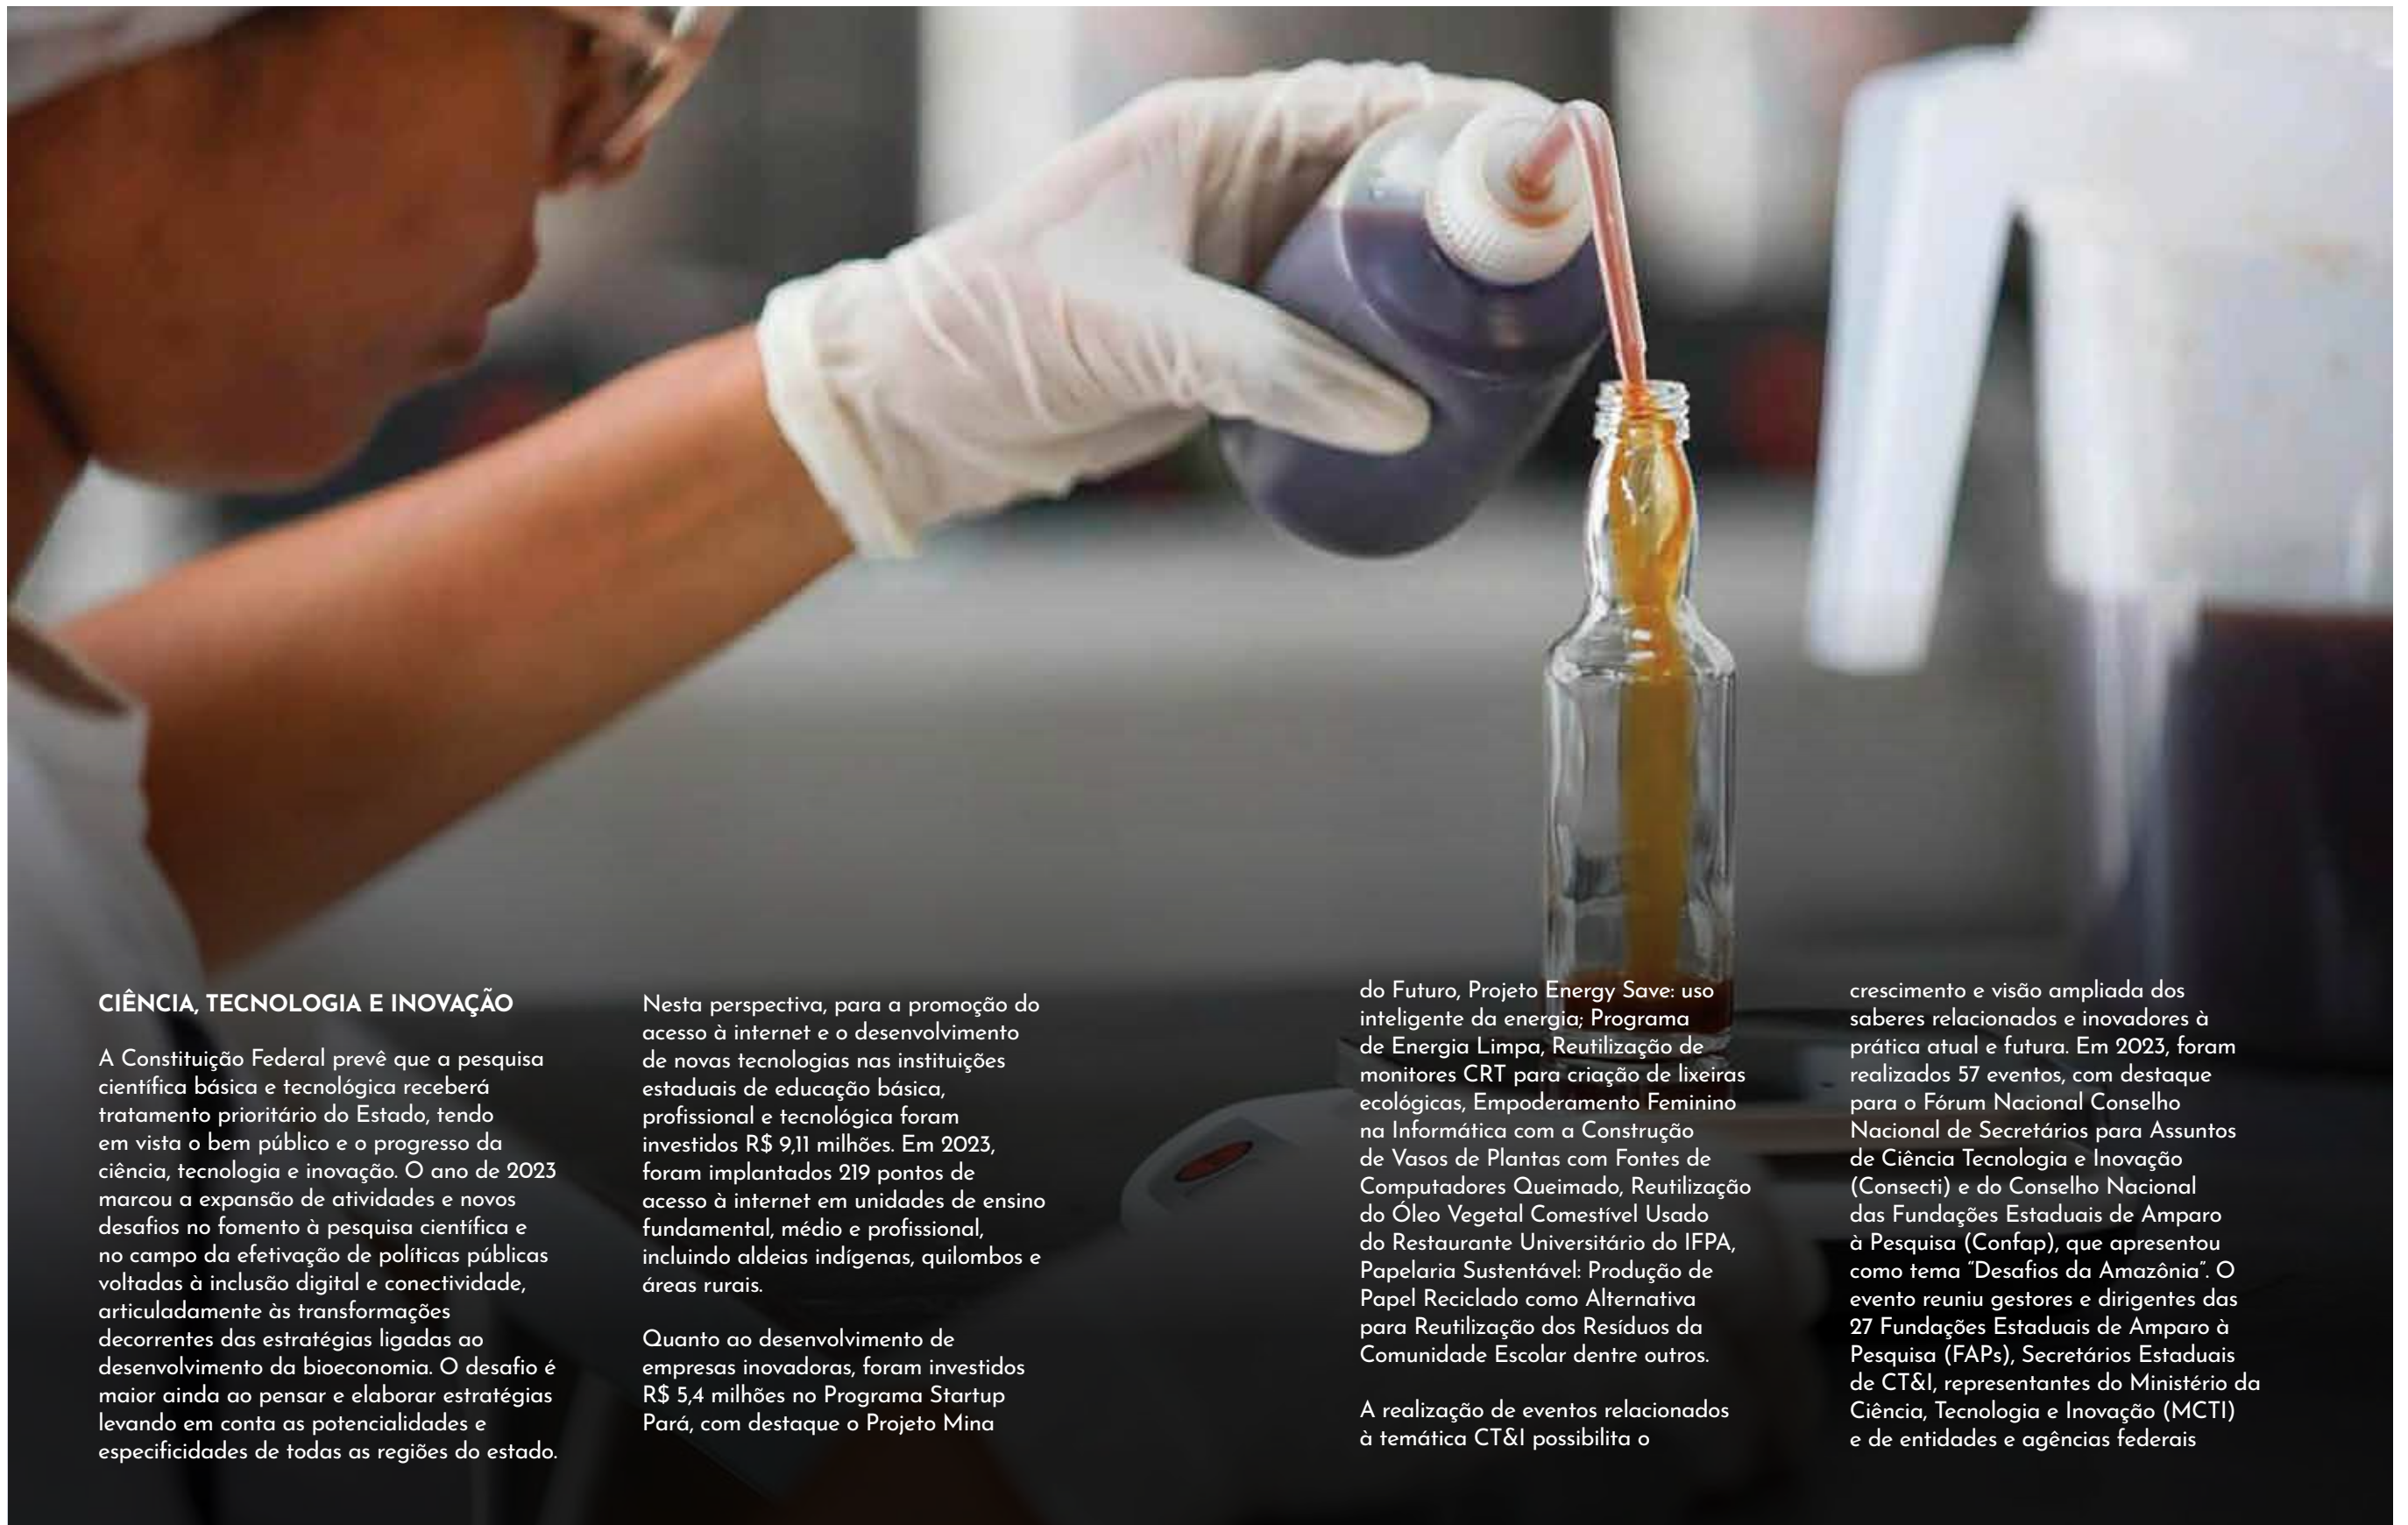 CIÊNCIA, TECNOLOGIA E INOVAÇÃO
A Constituição Federal prevê que a pesquisa
científica básica e tecnológica receberá
tratamento prioritário do Estado, tendo
em vista o bem público e o progresso da
ciência, tecnologia e inovação. O ano de 2023
marcou a expansão de atividades e novos
desafios no fomento à pesquisa científica e
no campo da efetivação de políticas públicas
voltadas à inclusão digital e conectividade,
articuladamente às transformações
decorrentes das estratégias ligadas ao
desenvolvimento da bioeconomia. O desafio é
maior ainda ao pensar e elaborar estratégias
levando em conta as potencialidades e
especificidades de todas as regiões do estado.
Nesta perspectiva, para a promoção do
acesso à internet e o desenvolvimento
de novas tecnologias nas instituições
estaduais de educação básica,
profissional e tecnológica foram
investidos R$ 9,11 milhões. Em 2023,
foram implantados 219 pontos de
acesso à internet em unidades de ensino
fundamental, médio e profissional,
incluindo aldeias indígenas, quilombos e
áreas rurais.
Quanto ao desenvolvimento de
empresas inovadoras, foram investidos
R$ 5,4 milhões no Programa Startup
Pará, com destaque o Projeto Mina
do Futuro, Projeto Energy Save: uso
inteligente da energia; Programa
de Energia Limpa, Reutilização de
monitores CRT para criação de lixeiras
ecológicas, Empoderamento Feminino
na Informática com a Construção
de Vasos de Plantas com Fontes de
Computadores Queimado, Reutilização
do Óleo Vegetal Comestível Usado
do Restaurante Universitário do IFPA,
Papelaria Sustentável: Produção de
Papel Reciclado como Alternativa
para Reutilização dos Resíduos da
Comunidade Escolar dentre outros.
A realização de eventos relacionados
à temática CT&I possibilita o
crescimento e visão ampliada dos
saberes relacionados e inovadores à
prática atual e futura. Em 2023, foram
realizados 57 eventos, com destaque
para o Fórum Nacional Conselho
Nacional de Secretários para Assuntos
de Ciência Tecnologia e Inovação
(Consecti) e do Conselho Nacional
das Fundações Estaduais de Amparo
à Pesquisa (Confap), que apresentou
como tema "Desafios da Amazônia". O
evento reuniu gestores e dirigentes das
27 Fundações Estaduais de Amparo à
Pesquisa (FAPs), Secretários Estaduais
de CT&I, representantes do Ministério da
Ciência, Tecnologia e Inovação (MCTI)
e de entidades e agências federais